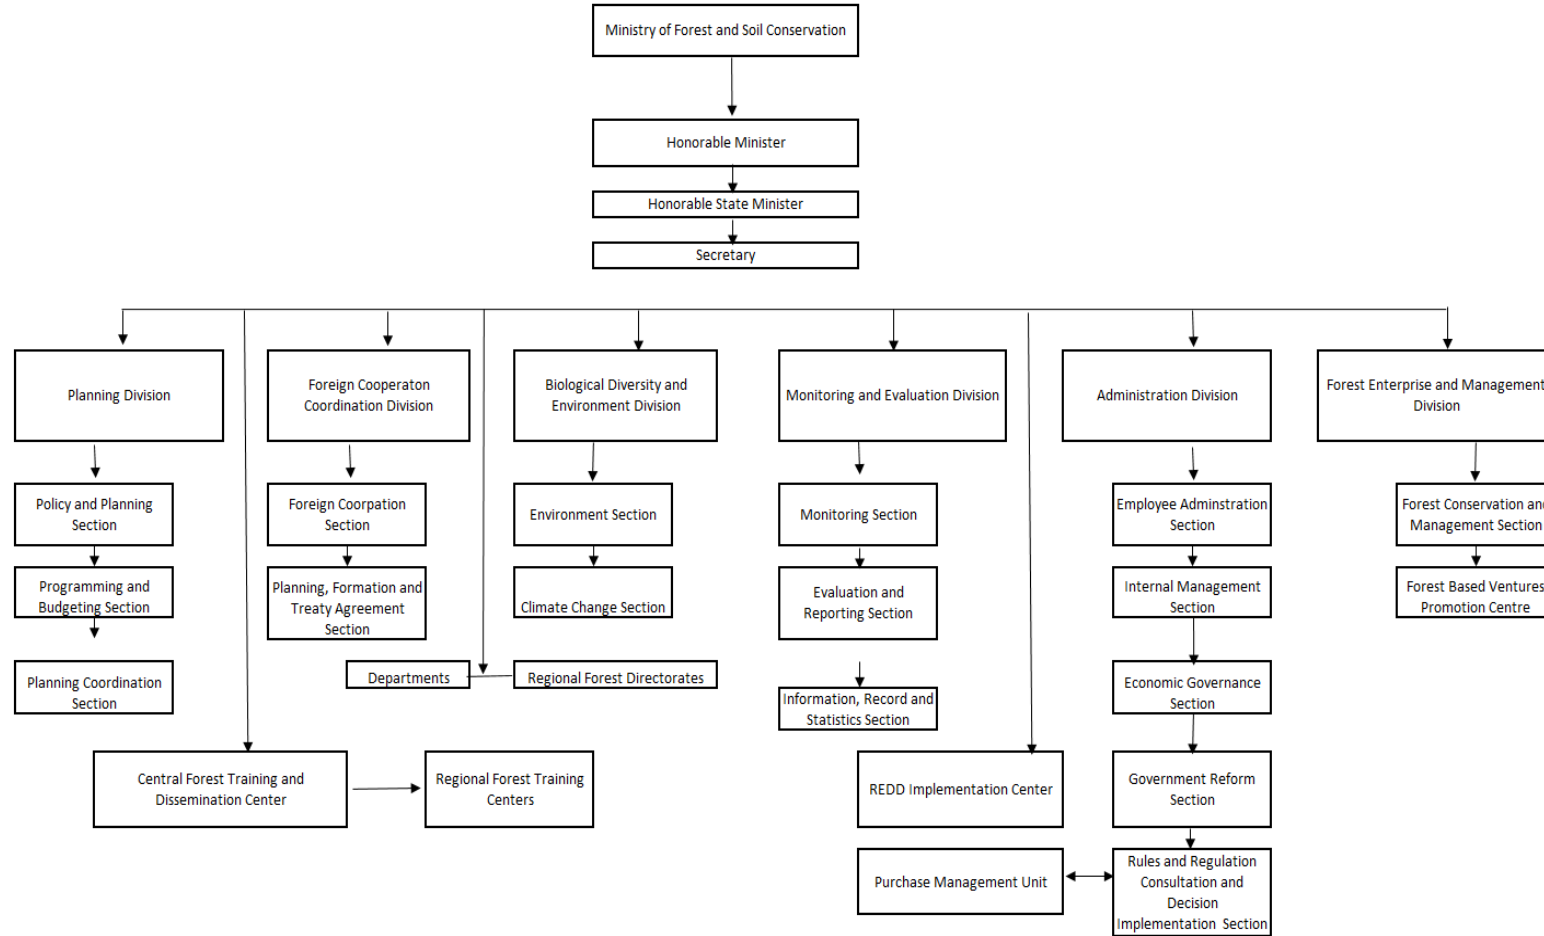 Ministry of Forest and Soil Conservation
Honorable Minister
Honorable State Minister
Secretary
Planning Division
Foreign Cooperaton
Coordination Division
Biological Diversity and
Environment Division
Monitoring and Evaluation Division
Administration Division
Forest Enterprise and Management
Division
Policy and Planning
Section
Foreign Coorpation
Section
Environment Section
Monitoring Section
Employee Adminstration
Section
Forest Conservation and
Management Section
Programming and
Budgeting Section
Planning, Formation and
Treaty Agreement
Section
Climate Change Section
Evaluation and
Reporting Section
Internal Management
Section
Forest Based Ventures
Promotion Centre
Planning Coordination
Section
Departments
Regional Forest Directorates
Information, Record and
Statistics Section
Economic Governance
Section
Central Forest Training and
Dissemination Center
Regional Forest Training
Centers
REDD Implementation Center
Government Reform
Section
Purchase Management Unit
Rules and Regulation
Consultation and
Decision
Implementation Section